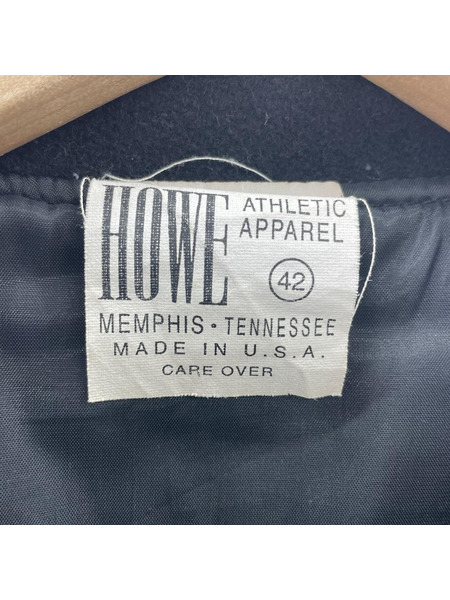 HOWE
ATHLETIC
APPAREL
42
MEMPHIS · TENNESSEE
MADE IN U.S.A.
CARE OVER